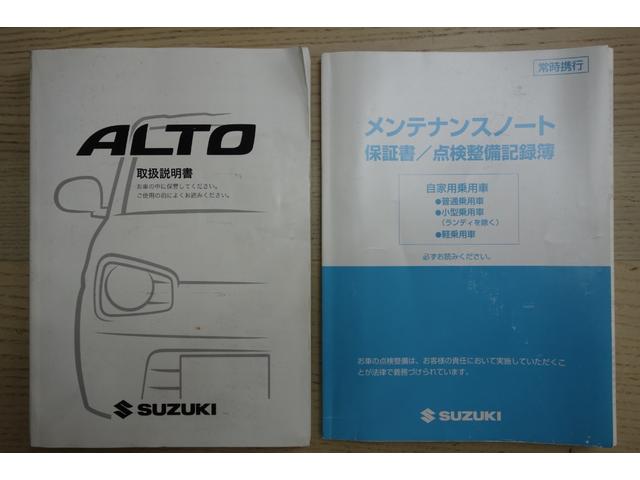 ALTO
取扱説明書
お車の中に保管してください。
ご使用の前によくお読みください。
SUZUKI
常時携行
メンテナンスノート
保証書／点検整備記録簿
自家用乗用車
●普通乗用車
●小型乗用車
（ランディを除く）
●軽乗用車
必ずお読みください。
お車の点検整備は、お客様の責任において実施していただくこ
とが法律で義務づけられています。
SUZUKI